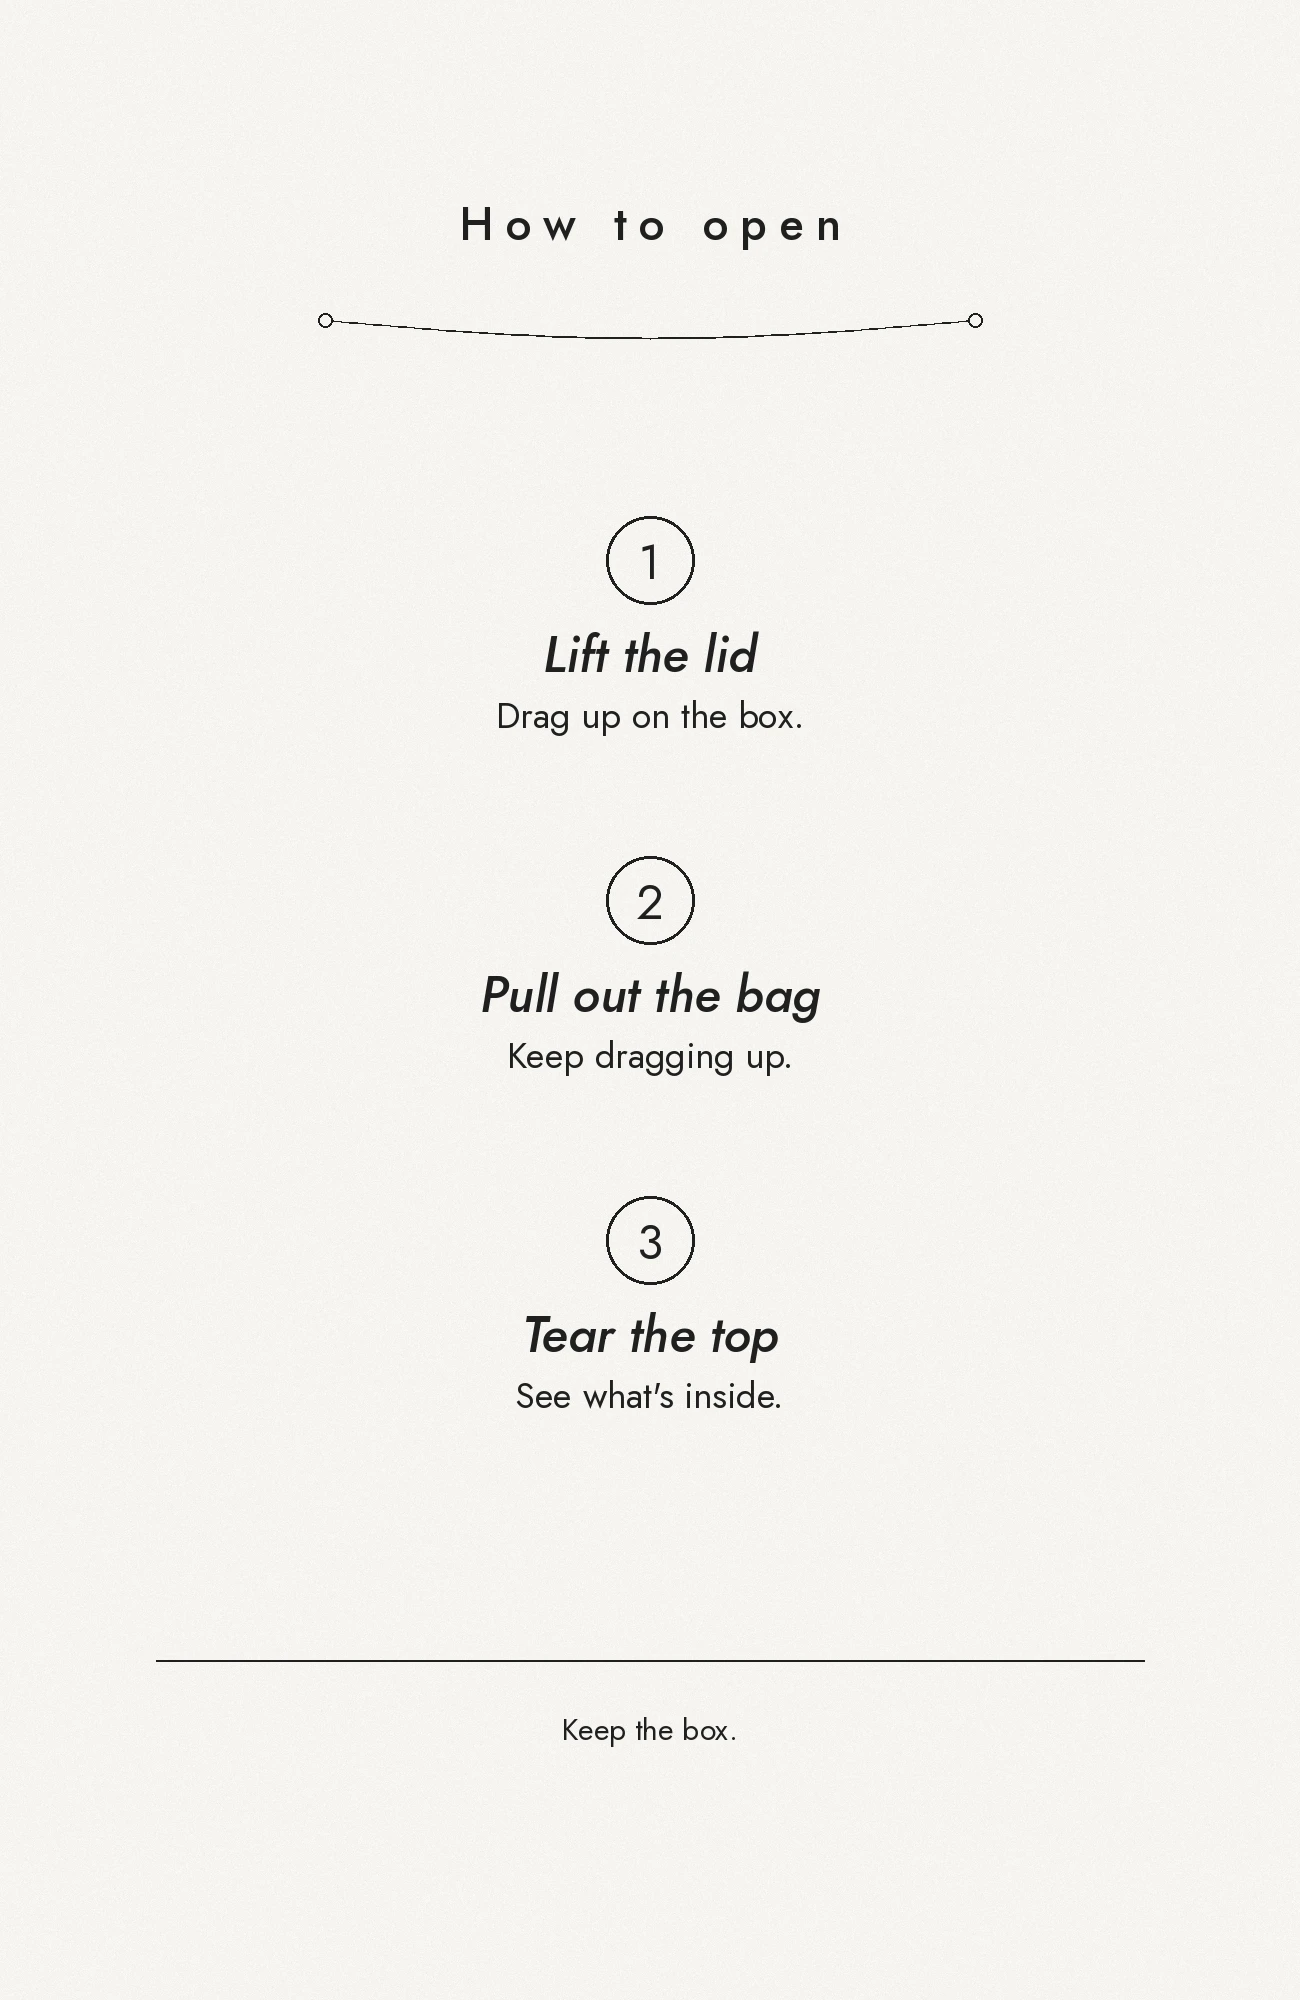 How to open
1
Lift the lid
Drag up on the box.
2
Pull out the bag
Keep dragging up.
3
Tear the top
See what's inside.
Keep the box.